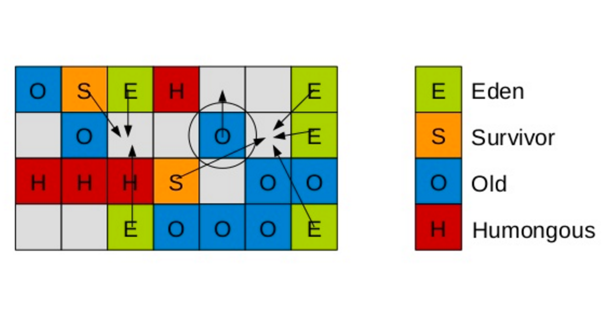 O S E H E
O O E
H H H S O O
E O O O E
E Eden
S Survivor
O Old
H Humongous